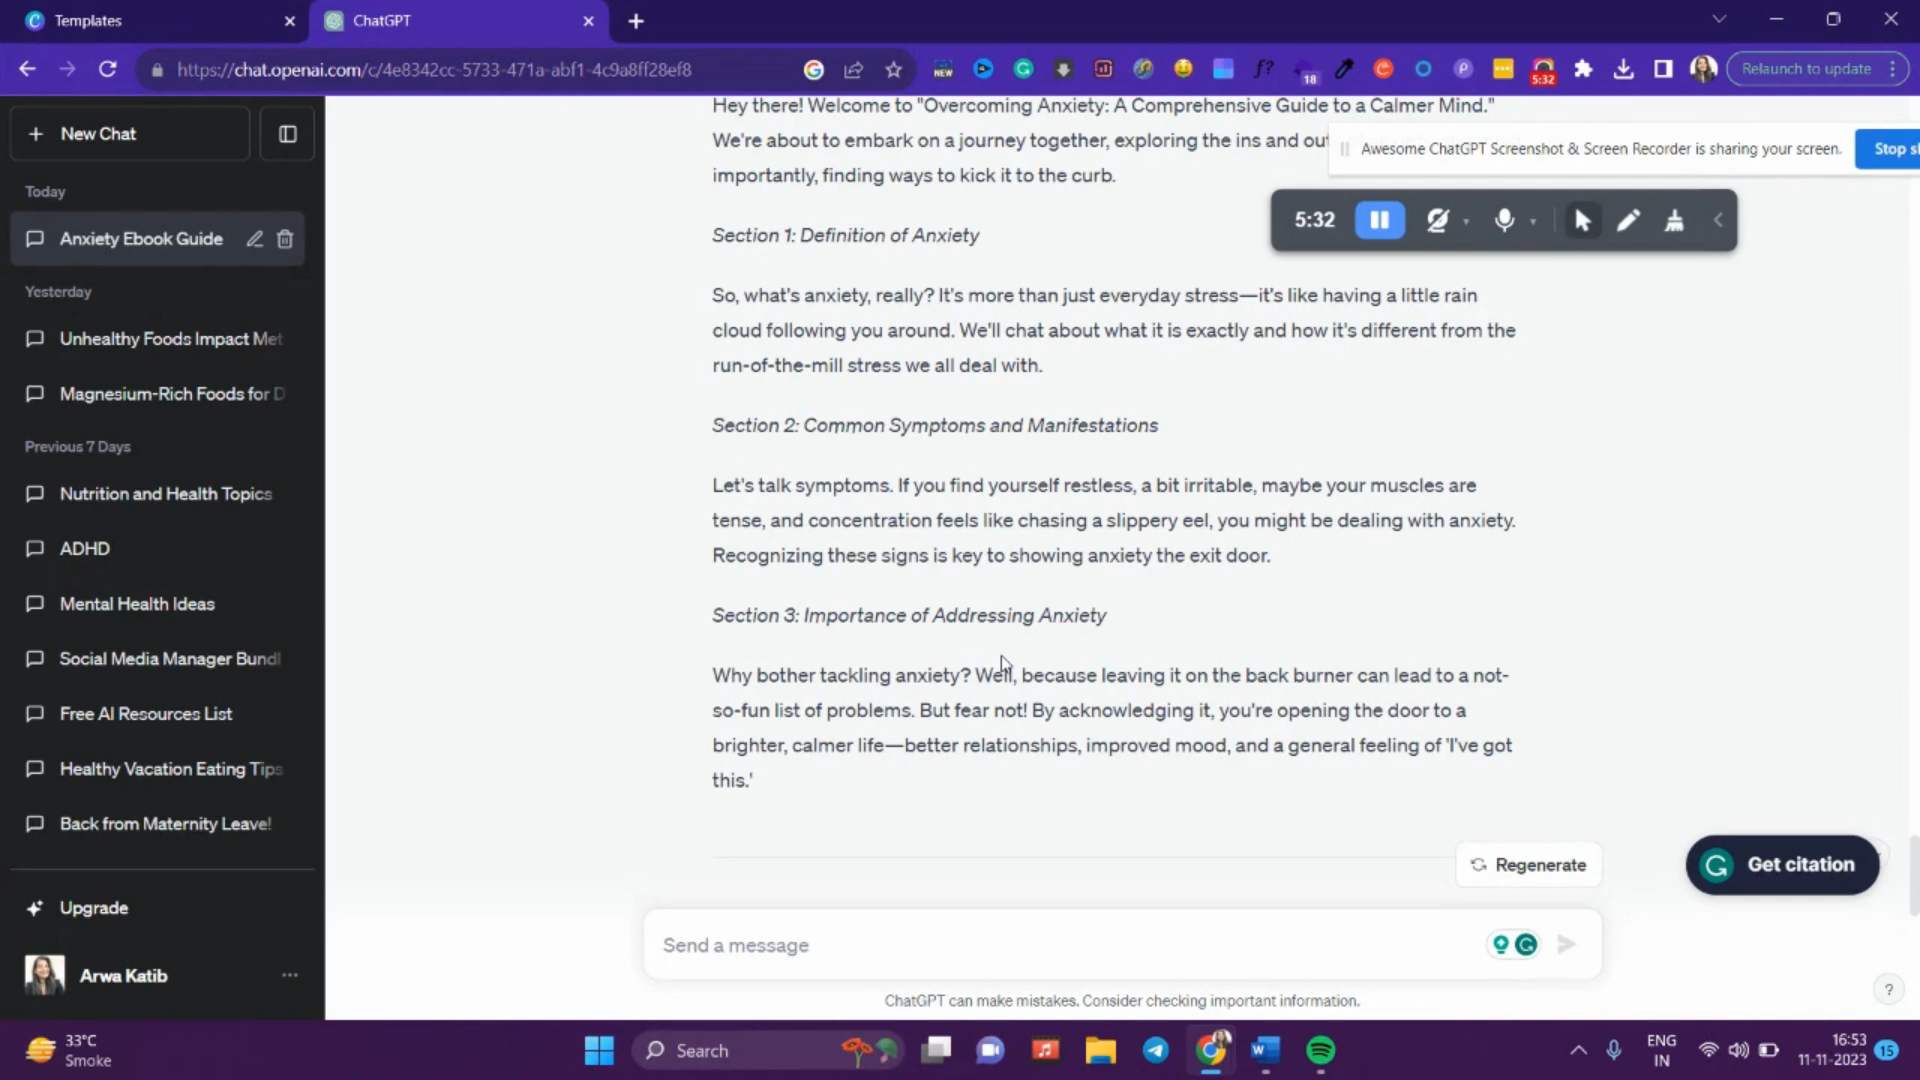 Templates
ChatGPT
https://chat.openai.com/c/4e8342cc-5733-471a-abf1-4c9a8ff28ef8
NEW
f?
18
5:32
Relaunch to update
New Chat
Today
Anxiety Ebook Guide
Yesterday
Unhealthy Foods Impact Met
Magnesium-Rich Foods for D
Previous 7 Days
Nutrition and Health Topics
ADHD
Mental Health Ideas
Social Media Manager Bundl
Free AI Resources List
Healthy Vacation Eating Tips
Back from Maternity Leave!
Upgrade
Arwa Katib
Hey there! Welcome to "Overcoming Anxiety: A Comprehensive Guide to a Calmer Mind."
We're about to embark on a journey together, exploring the ins and ou
importantly, finding ways to kick it to the curb.
Awesome ChatGPT Screenshot & Screen Recorder is sharing your screen.
Stop sl
5:32
Section 1: Definition of Anxiety
So, what's anxiety, really? It's more than just everyday stress—it's like having a little rain
cloud following you around. We'll chat about what it is exactly and how it's different from the
run-of-the-mill stress we all deal with.
Section 2: Common Symptoms and Manifestations
Let's talk symptoms. If you find yourself restless, a bit irritable, maybe your muscles are
tense, and concentration feels like chasing a slippery eel, you might be dealing with anxiety.
Recognizing these signs is key to showing anxiety the exit door.
Section 3: Importance of Addressing Anxiety
Why bother tackling anxiety? Well, because leaving it on the back burner can lead to a not-
so-fun list of problems. But fear not! By acknowledging it, you're opening the door to a
brighter, calmer life—better relationships, improved mood, and a general feeling of 'I've got
this.'
Regenerate
Get citation
Send a message
ChatGPT can make mistakes. Consider checking important information.
?
33°C
Smoke
Search
ENG
IN
16:53
11-11-2023
15